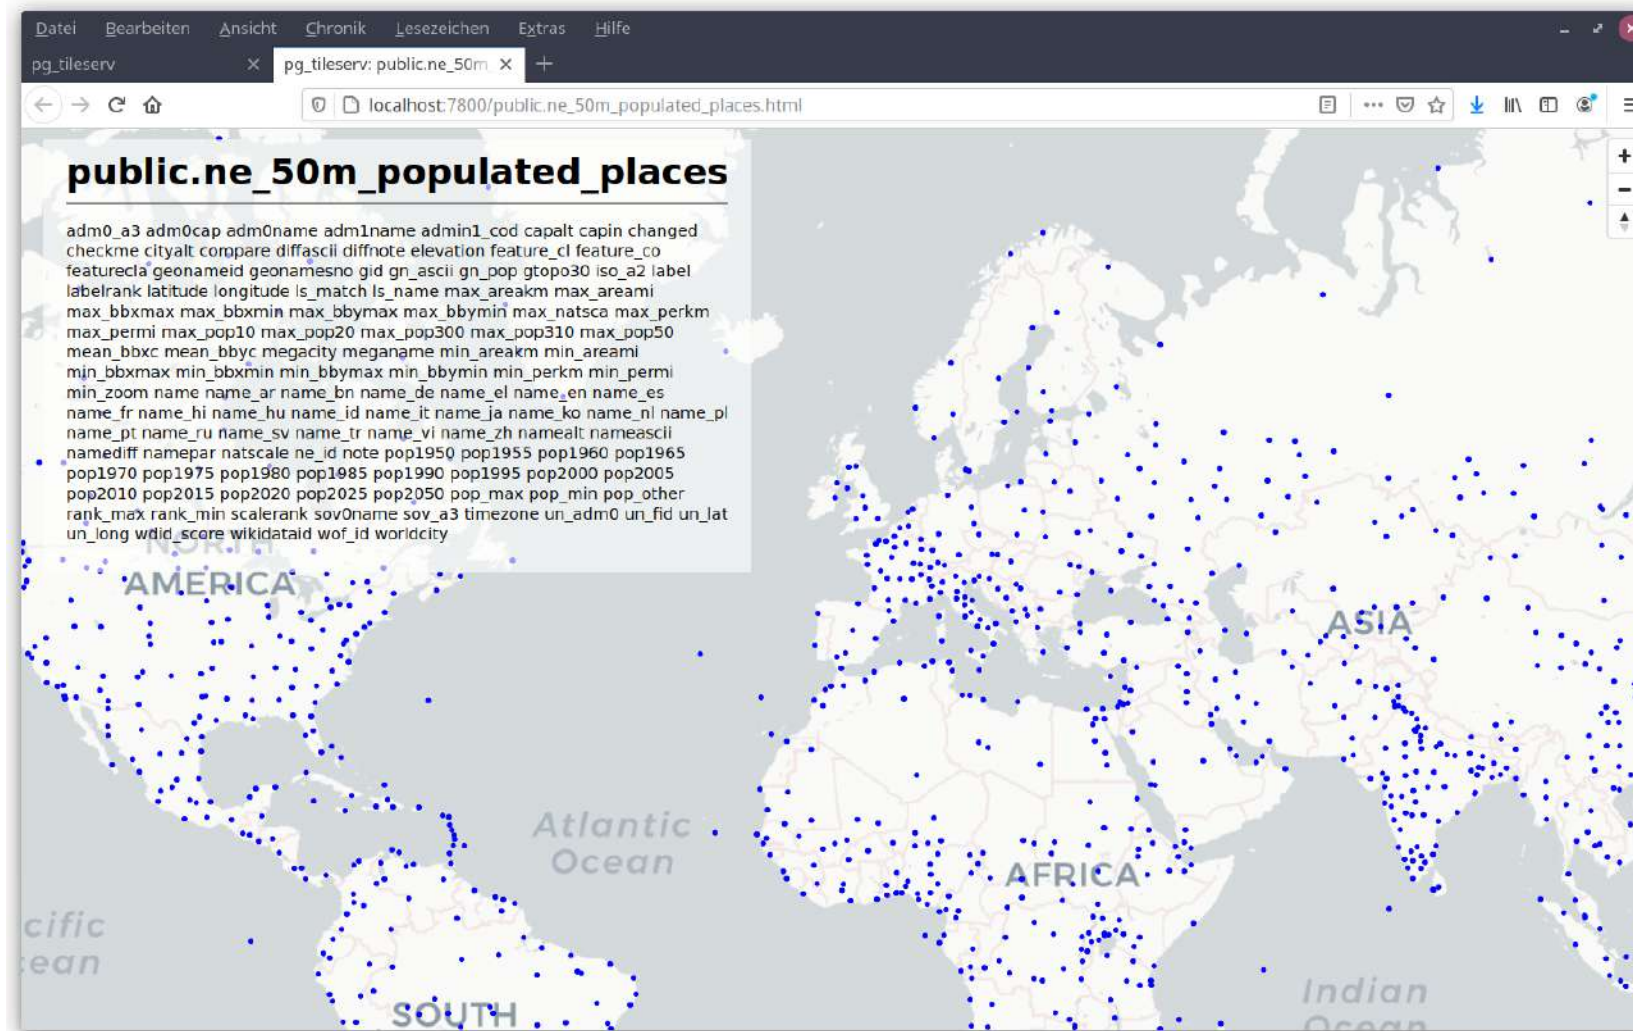 Datei Bearbeiten Ansicht Chronik Lesezeichen Extras Hilfe
pg_tileserv
pg_tileserv: public.ne_50m
localhost:7800/public.ne_50m_populated_places.html
public.ne_50m_populated_places
adm0_a3 adm0cap adm0name adm1name admin1_cod capalt capin changed
checkme cityalt compare diffascii diffnote elevation feature_cl feature_co
featurecla geonameid geonamesno gid gn_ascii gn_pop gtopo30 iso_a2 label
labelrank latitude longitude ls_match ls_name max_areakm max_areami
max_bbxmax max_bbxmin max_bbymax max_bbymin max_natsca max_perkm
max_permi max_pop10 max_pop20 max_pop300 max_pop310 max_pop50
mean_bbxc mean_bbyc megacity meganame min_areakm min_areami
min_bbxmax min_bbxmin min_bbymax min_bbymin min_perkm min_permi
min_zoom name name_ar name_bn name_de name_el name_en name_es
name_fr name_hi name_hu name_id name_it name_ja name_ko name_nl name_pl
name_pt name_ru name_sv name_tr name_vi name_zh namealt nameascii
namediff namepar natscale ne_id note pop1950 pop1955 pop1960 pop1965
pop1970 pop1975 pop1980 pop1985 pop1990 pop1995 pop2000 pop2005
pop2010 pop2015 pop2020 pop2025 pop2050 pop_max pop_min pop_other
rank_max rank_min scalerank sov0name sov_a3 timezone un_adm0 un_fid un_lat
un_long wdid_score wikidataid wof_id worldcity
NORTH
AMERICA
ASIA
Atlantic
Ocean
AFRICA
cific
ean
SOUTH
Indian
Ocean